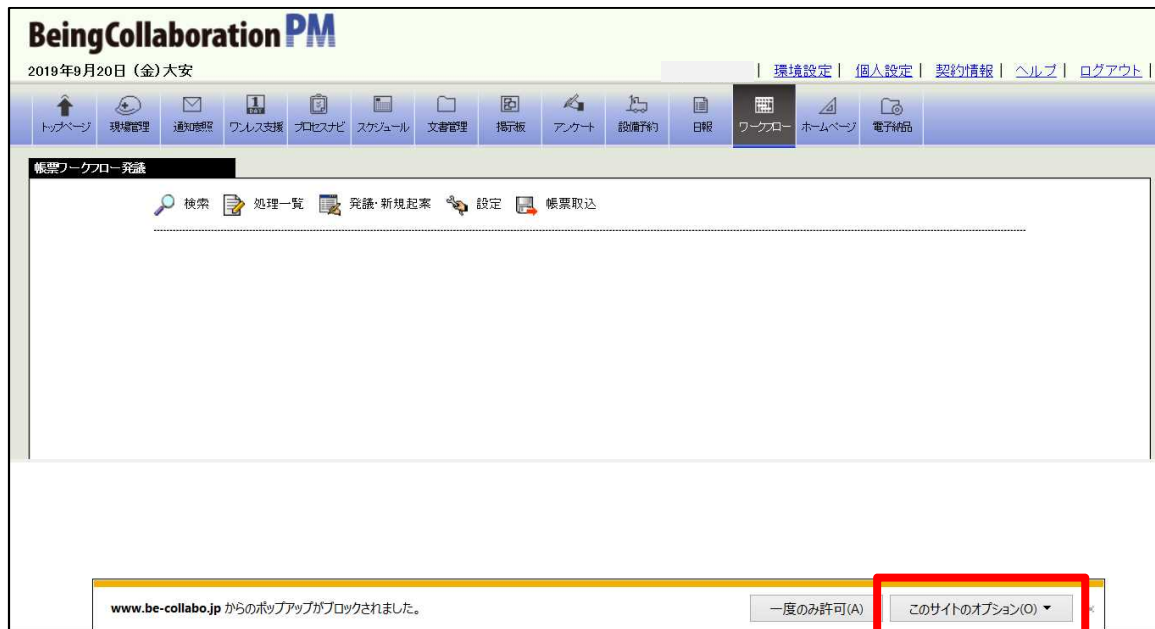 BeingCollaboration PM
2019年9月20日（金）大安
| 環境設定 | 個人設定 | 契約情報 | ヘルプ | ログアウト |
トップページ 現場管理 通知参照 1 DAY ワンレス支援 プロセスナビ スケジュール 文書管理 掲示板 アンケート 設備予約 日報 ワークフロー ホームページ 電子納品
帳票ワークフロー発議
検索 処理一覧 発議・新規起案 設定 帳票取込
www.be-collabo.jp からのポップアップがブロックされました。 一度のみ許可(A) このサイトのオプション(O) ▼ ×